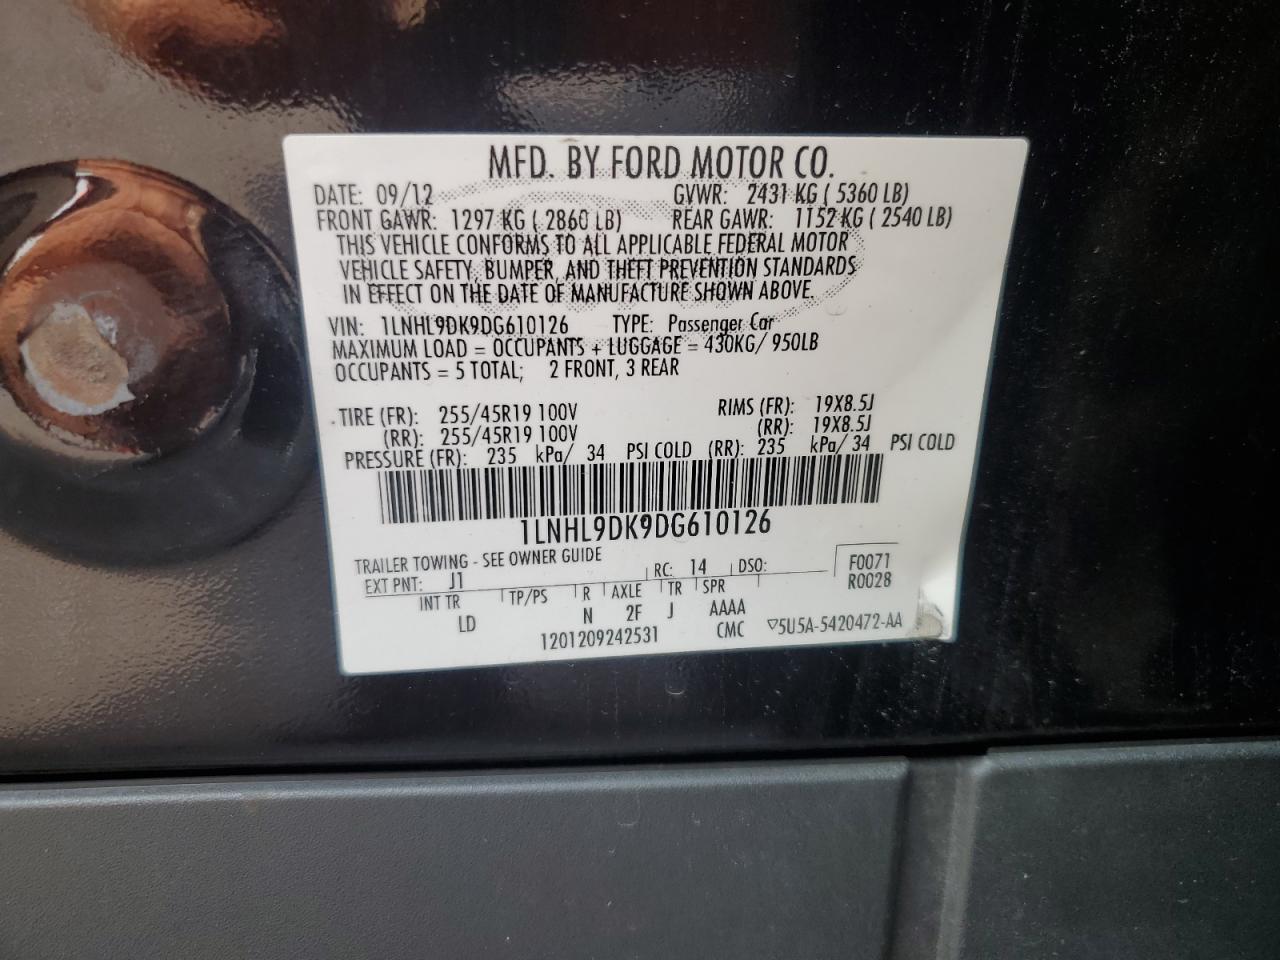 MFD. BY FORD MOTOR CO.
DATE: 09/12 GVWR: 2431 KG ( 5360 LB)
FRONT GAWR: 1297 KG ( 2860 LB) REAR GAWR: 1152 KG ( 2540 LB)
THIS VEHICLE CONFORMS TO ALL APPLICABLE FEDERAL MOTOR
VEHICLE SAFETY, BUMPER, AND THEFT PREVENTION STANDARDS
IN EFFECT ON THE DATE OF MANUFACTURE SHOWN ABOVE.
VIN: 1LNHL9DK9DG610126 TYPE: Passenger Car
MAXIMUM LOAD = OCCUPANTS + LUGGAGE = 430KG/ 950LB
OCCUPANTS = 5 TOTAL; 2 FRONT, 3 REAR
TIRE (FR): 255/45R19 100V RIMS (FR): 19X8.5J
(RR): 255/45R19 100V (RR): 19X8.5J
PRESSURE (FR): 235 kPa/ 34 PSI COLD (RR): 235 kPa/ 34 PSI COLD
1LNHL9DK9DG610126
TRAILER TOWING - SEE OWNER GUIDE
EXT PNT: J1 RC: 14 DSO: F0071
INT TR TP/PS R AXLE TR SPR R0028
LD N 2F J AAAA
1201209242531 CMC ▽5U5A-5420472-AA